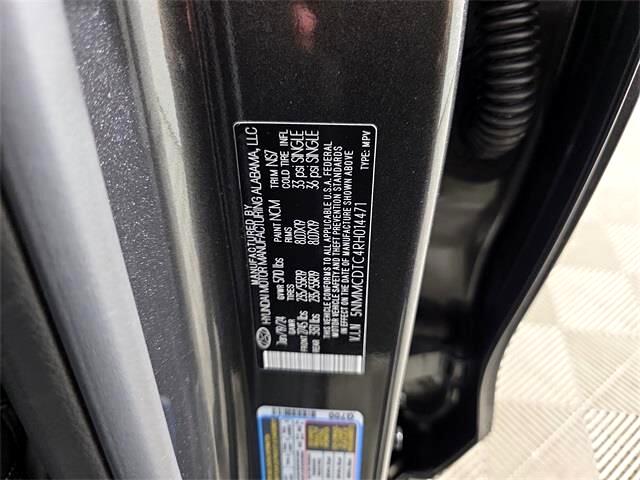 MANUFACTURED BY
HYUNDAI MOTOR MANUFACTURING ALABAMA, LLC
GVWR 5710 lbs PAINT NCM TRIM NS7
GAWR TIRES RIMS COLD TIRE INFL
FRONT lbs 235/55R19 8.0JX19 33 psi SINGLE
REAR lbs 235/55R19 8.0JX19 36 psi SINGLE
THIS VEHICLE CONFORMS TO ALL APPLICABLE U.S.A. FEDERAL
MOTOR VEHICLE SAFETY AND THEFT PREVENTION STANDARDS
IN EFFECT ON THE DATE OF MANUFACTURE SHOWN ABOVE
V.I.N 5NMMCDTC4RH014471 TYPE: MPV
0700